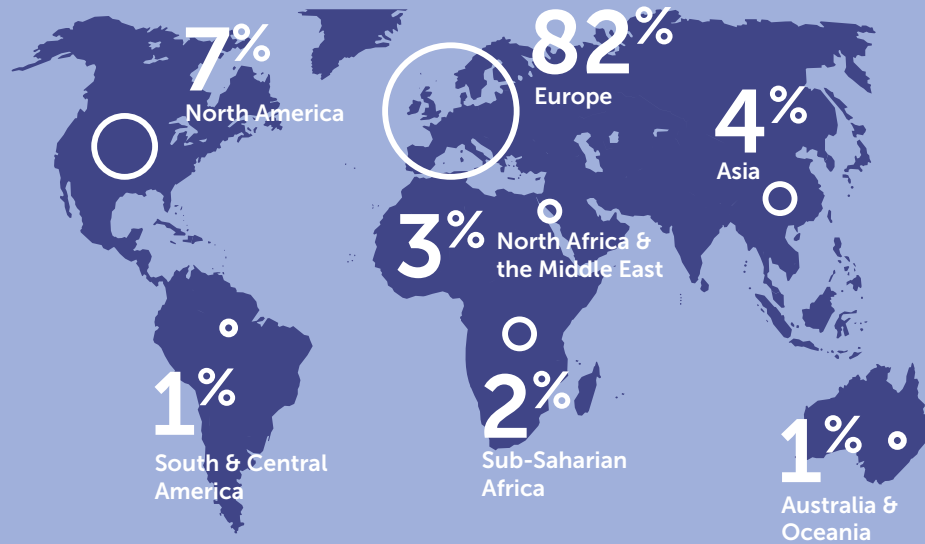 7%
North America
82%
Europe
4%
Asia
3%
North Africa &
the Middle East
1%
South & Central
America
2%
Sub-Saharian
Africa
1%
Australia &
Oceania